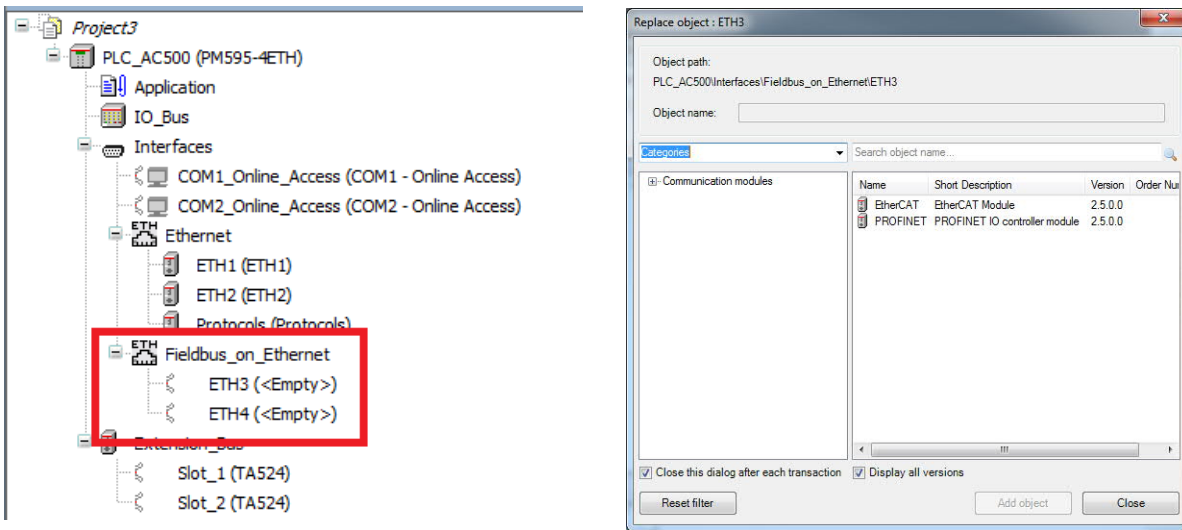 Project3
PLC_AC500 (PM595-4ETH)
Application
IO_Bus
Interfaces
COM1_Online_Access (COM1 - Online Access)
COM2_Online_Access (COM2 - Online Access)
ETH Ethernet
ETH1 (ETH1)
ETH2 (ETH2)
Protocols (Protocols)
ETH Fieldbus_on_Ethernet
ETH3 (<Empty>)
ETH4 (<Empty>)
Extension_Bus
Slot_1 (TA524)
Slot_2 (TA524)
Replace object : ETH3
Object path:
PLC_AC500\Interfaces\Fieldbus_on_Ethernet\ETH3
Object name:
Categories
Search object name...
Communication modules
Name Short Description Version Order Nu
EtherCAT EtherCAT Module 2.5.0.0
PROFINET PROFINET IO controller module 2.5.0.0
Close this dialog after each transaction Display all versions
Reset filter Add object Close